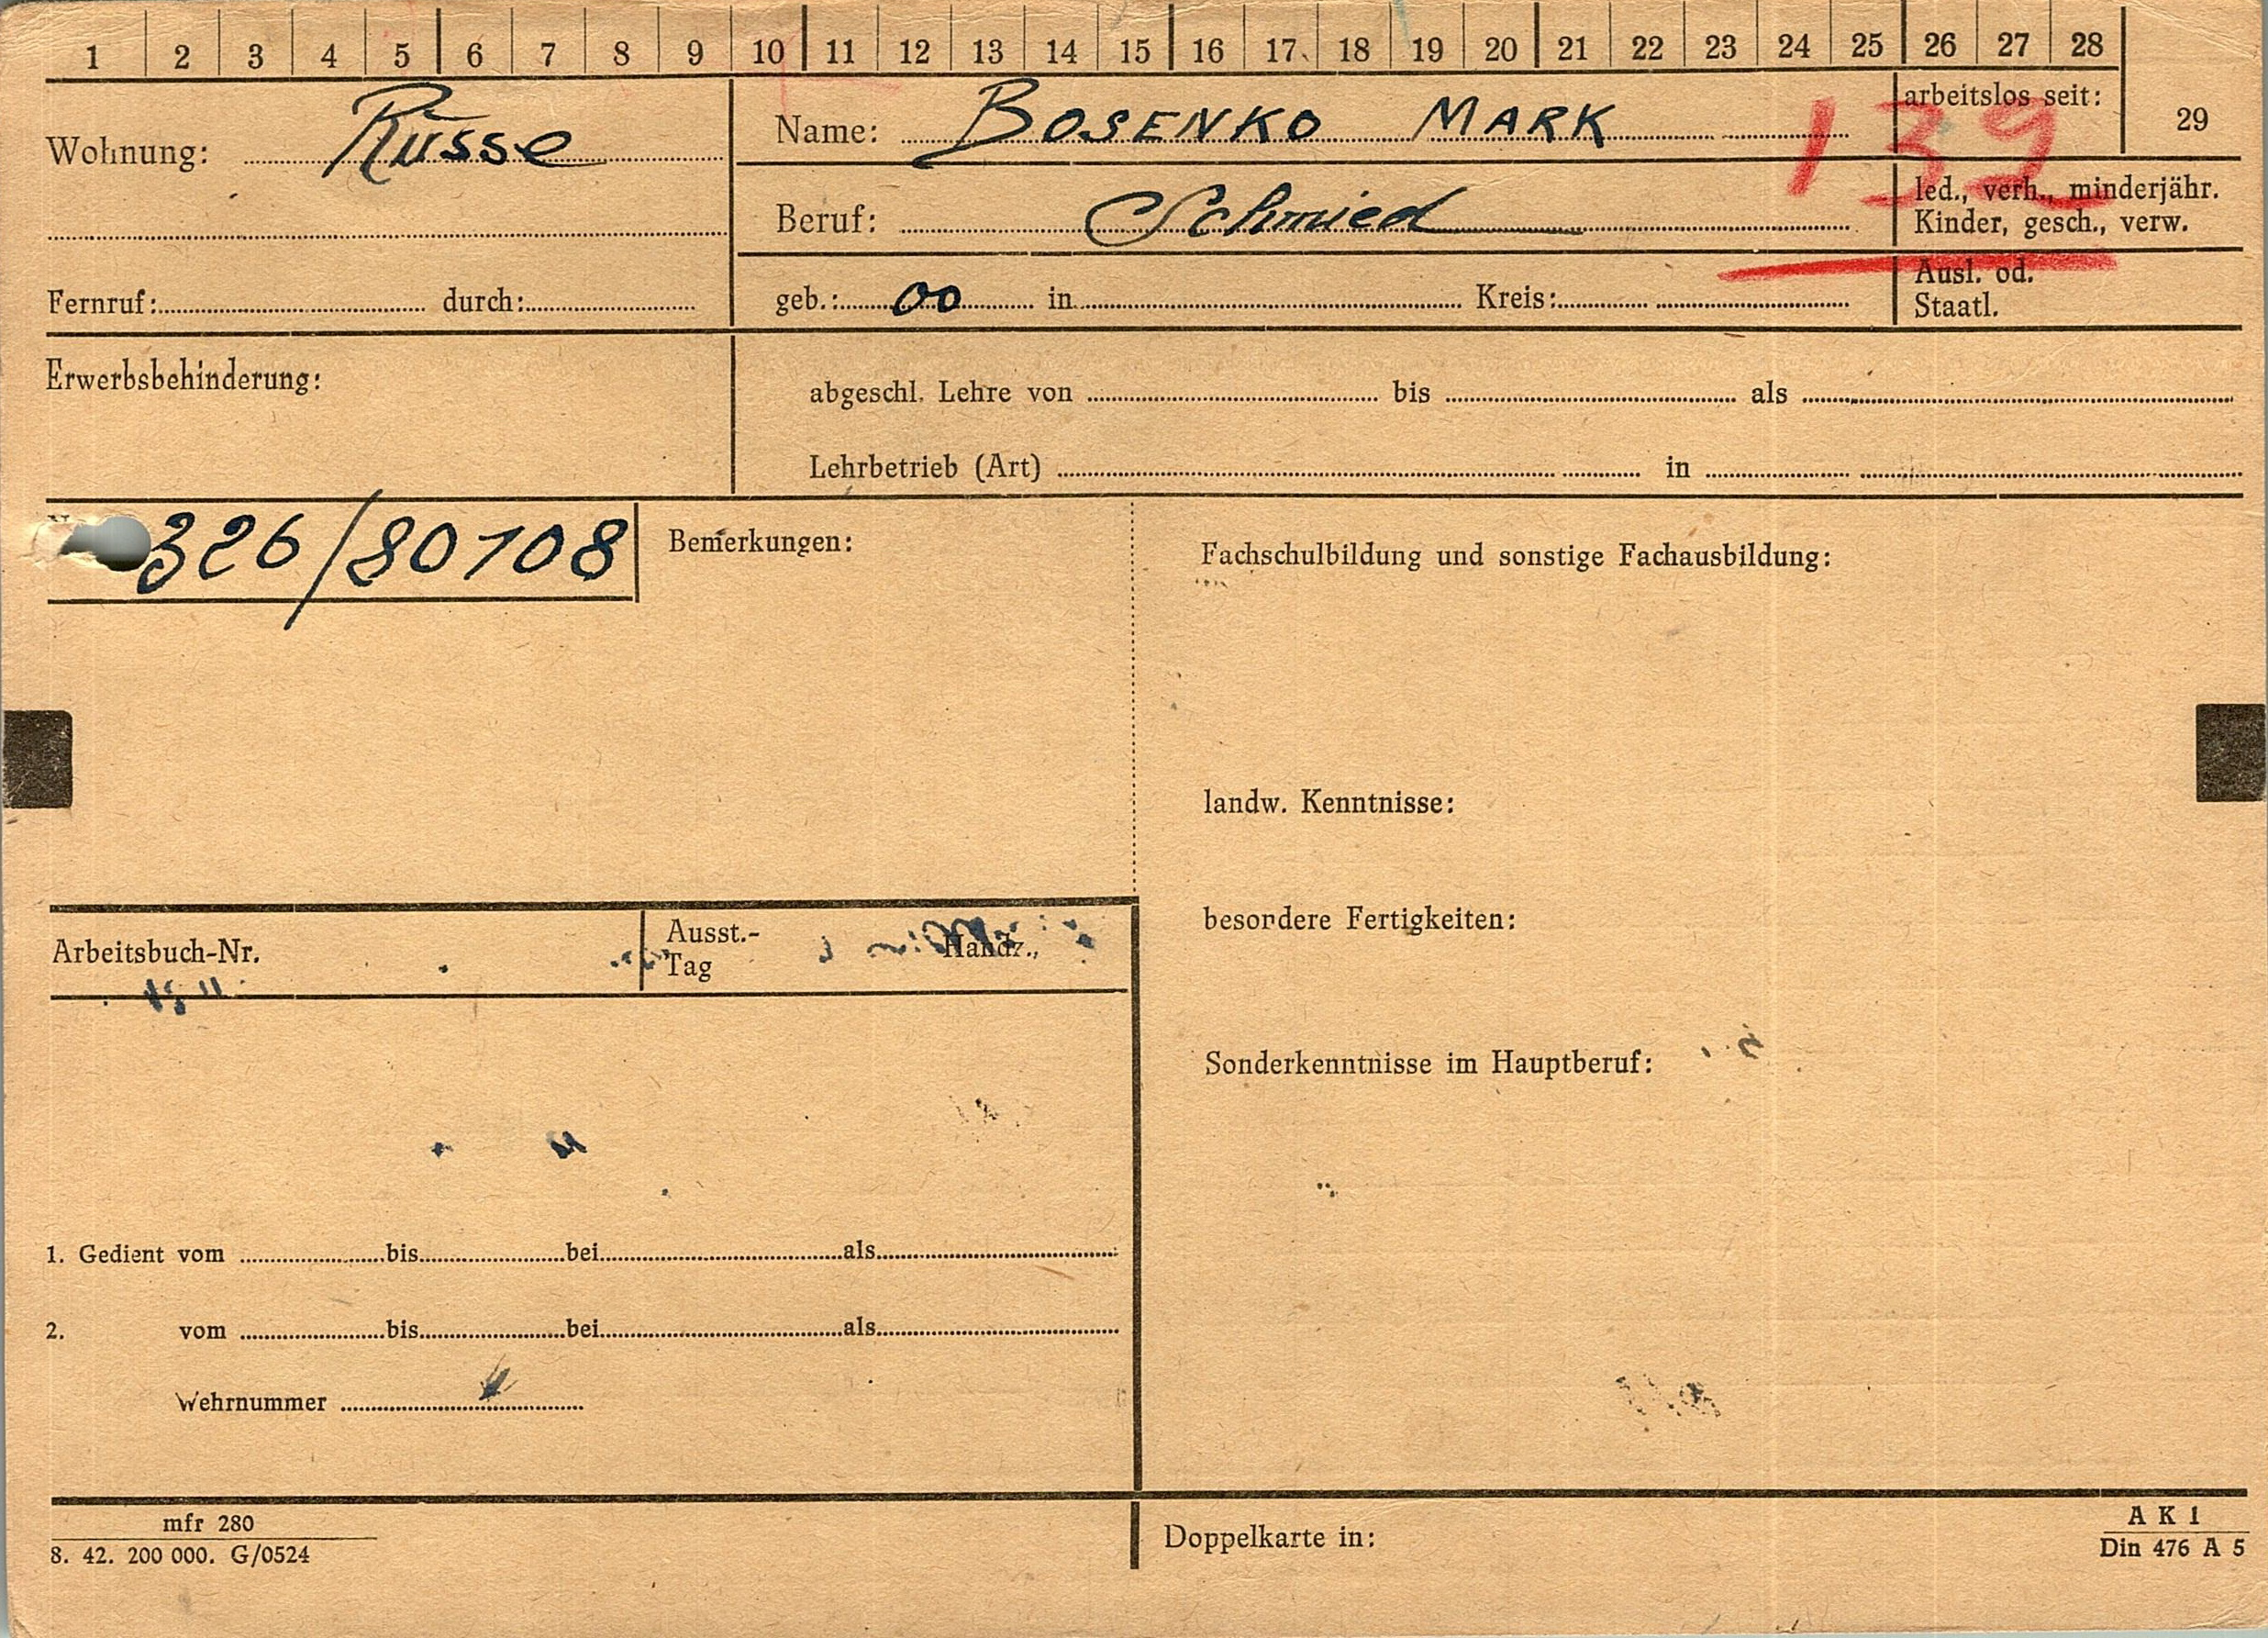 1 2 3 4 5 6 7 8 9 10 11 12 13 14 15 16 17 18 19 20 21 22 23 24 25 26 27 28
29
Wohnung: Russe
Name: BOSENKO MARK
arbeitslos seit:
139
Beruf: Schmied
led., verh., minderjähr.
Kinder, gesch., verw.
Fernruf: durch:
geb.: 00 in Kreis:
Ausl. od.
Staatl.
Erwerbsbehinderung:
abgeschl. Lehre von bis als
Lehrbetrieb (Art) in
326/80108
Bemerkungen:
Fachschulbildung und sonstige Fachausbildung:
landw. Kenntnisse:
besondere Fertigkeiten:
Arbeitsbuch-Nr.
Ausst.-
Tag
Handz.,
Sonderkenntnisse im Hauptberuf:
1. Gedient vom bis bei als
2. vom bis bei als
Wehrnummer
mfr 280
8. 42. 200 000. G/0524
Doppelkarte in:
A K 1
Din 476 A 5